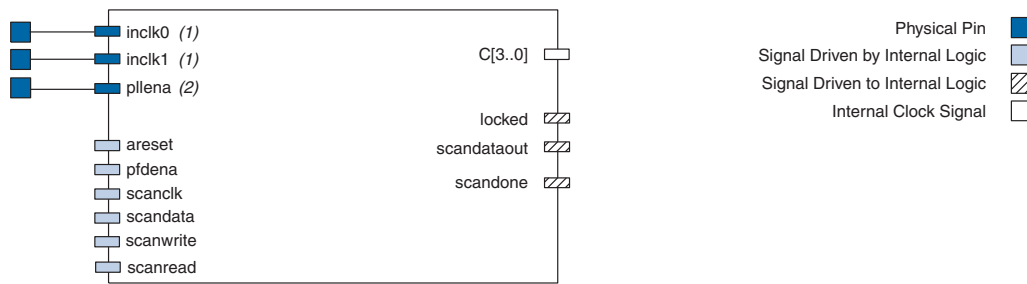 inclk0 (1)
inclk1 (1)
pllena (2)
areset
pfdena
scanclk
scandata
scanwrite
scanread
C[3..0]
locked
scandataout
scandone
Physical Pin
Signal Driven by Internal Logic
Signal Driven to Internal Logic
Internal Clock Signal